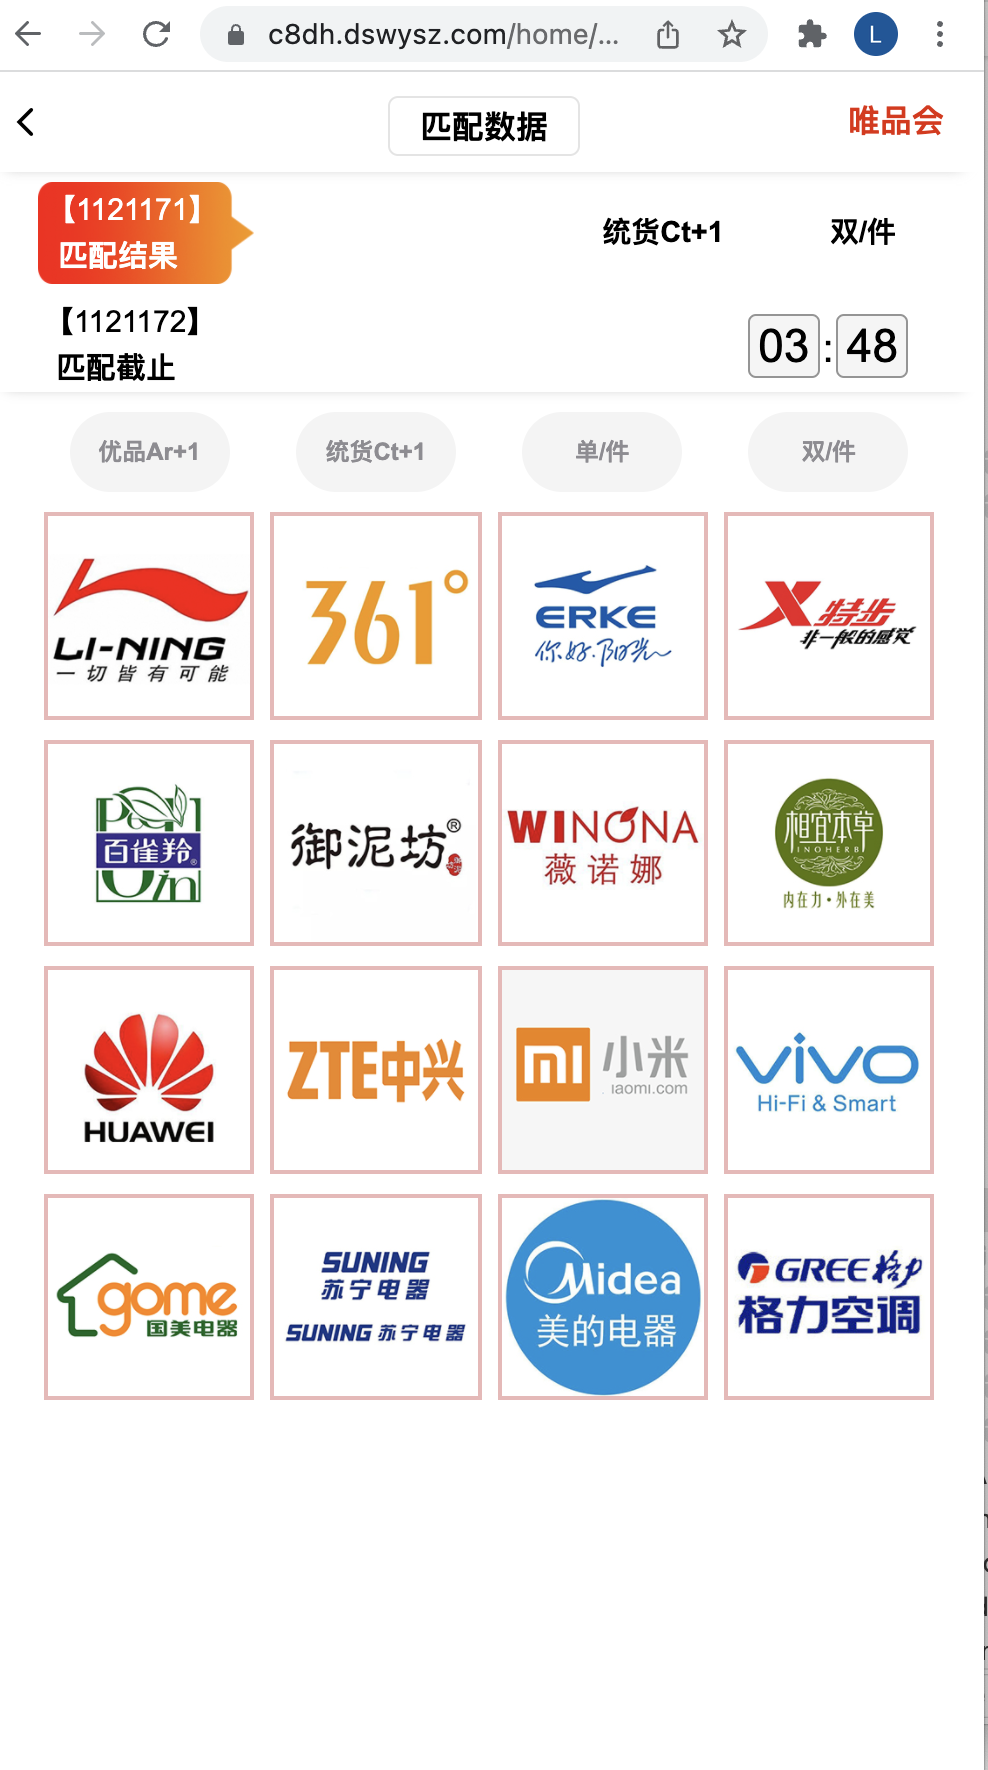 c8dh.dswysz.com/home/...
L
匹配数据
唯品会
【1121171】
匹配结果
统货Ct+1
双/件
【1121172】
匹配截止
03:48
优品Ar+1
统货Ct+1
单/件
双/件
LI-NING
一切皆有可能
361°
ERKE
你好·阳光
特步
非一般的感觉
百雀羚®
御泥坊®
WINONA
薇诺娜
相宜本草
INOHERB
内在力·外在美
HUAWEI
ZTE中兴
mi
小米
iaomi.com
vivo
Hi-Fi & Smart
gome
国美电器
SUNING
苏宁电器
SUNING 苏宁电器
Midea
美的电器
GREE格力
格力空调